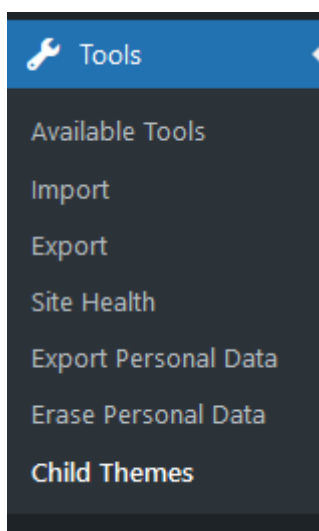 Tools
Available Tools
Import
Export
Site Health
Export Personal Data
Erase Personal Data
Child Themes